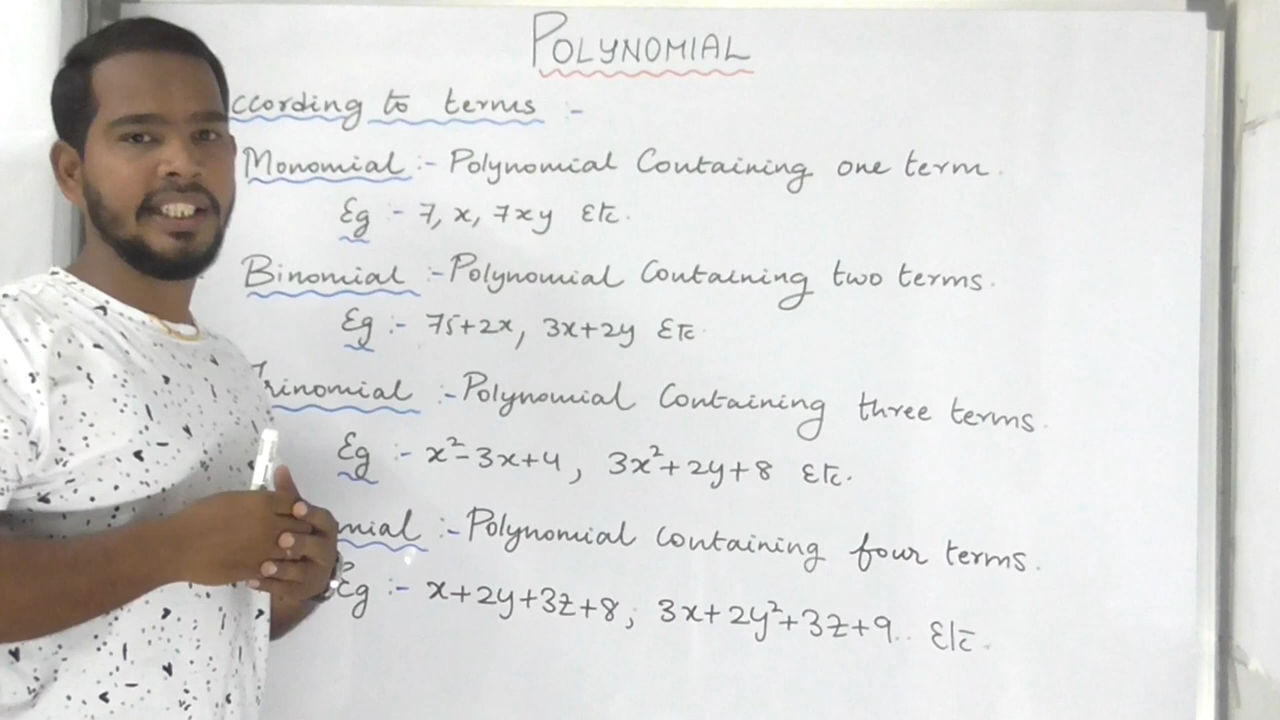 POLYNOMIAL
ccording to terms :-
Monomial :- Polynomial Containing one term.
Eg :- 7, x, 7xy Etc.
Binomial :- Polynomial Containing two terms.
Eg :- 75+2x, 3x+2y Etc.
Trinomial :- Polynomial Containing three terms.
Eg :- x²-3x+4, 3x²+2y+8 Etc.
mial :- Polynomial containing four terms.
Eg :- x+2y+3z+8, 3x+2y²+3z+9.. Etc.